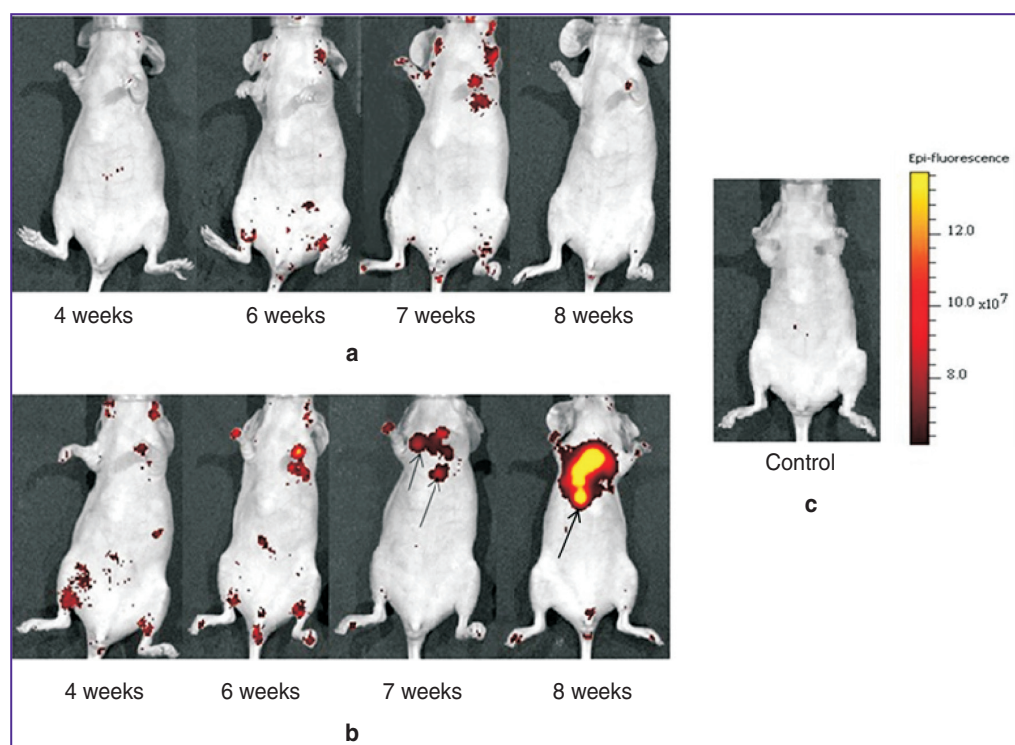 4 weeks 6 weeks 7 weeks 8 weeks
a
4 weeks 6 weeks 7 weeks 8 weeks
b
Control
c
Epi-fluorescence
12.0
10.0 x10⁷
8.0